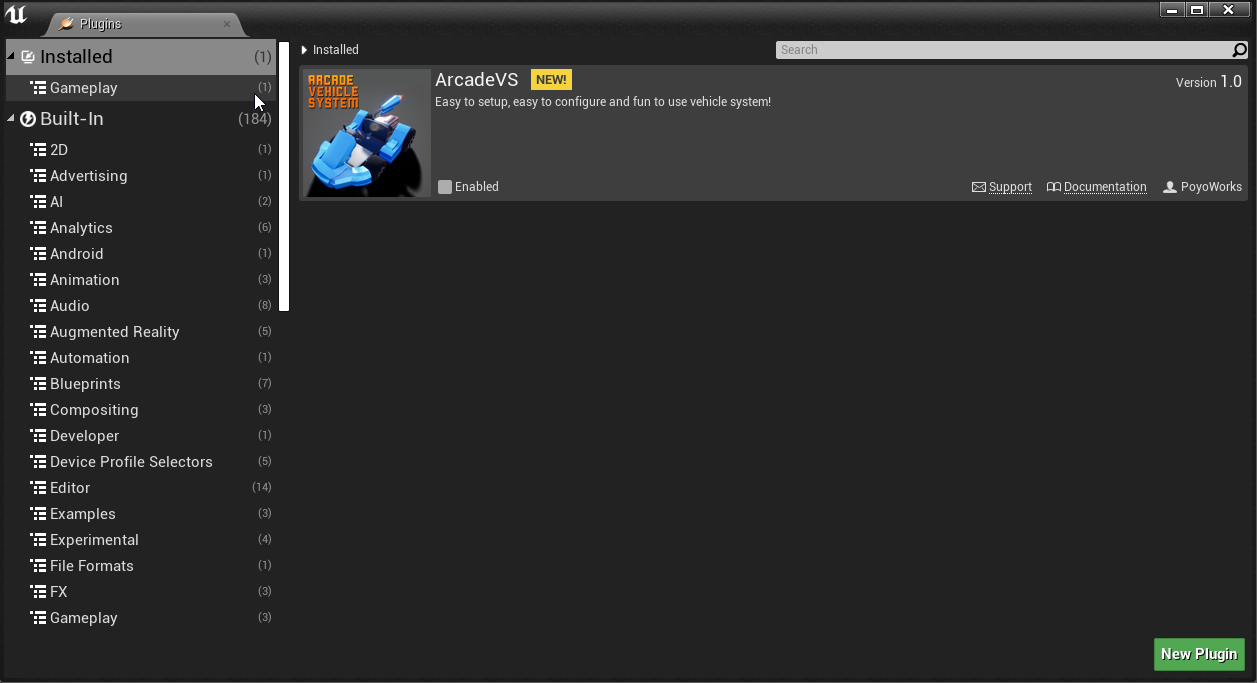 Plugins
Installed (1)
Gameplay (1)
Built-In (184)
2D (1)
Advertising (1)
AI (2)
Analytics (6)
Android (1)
Animation (3)
Audio (8)
Augmented Reality (5)
Automation (1)
Blueprints (7)
Compositing (3)
Developer (1)
Device Profile Selectors (5)
Editor (14)
Examples (3)
Experimental (4)
File Formats (1)
FX (3)
Gameplay (3)
Installed
Search
ARCADE
VEHICLE
SYSTEM
ArcadeVS NEW! Version 1.0
Easy to setup, easy to configure and fun to use vehicle system!
Enabled Support Documentation PoyoWorks
New Plugin